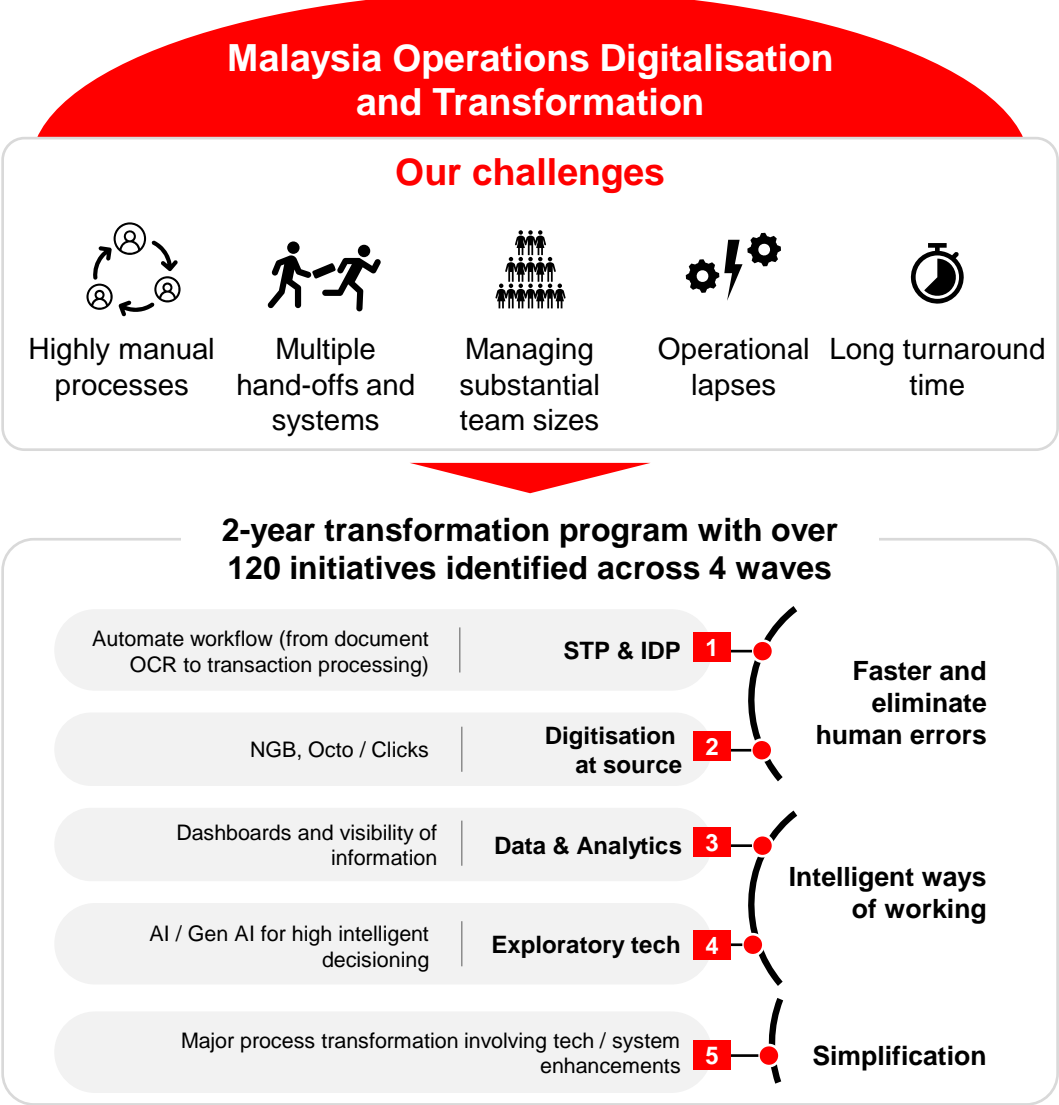 Malaysia Operations Digitalisation
and Transformation
Our challenges
Highly manual
processes
Multiple
hand-offs and
systems
Managing
substantial
team sizes
Operational
lapses
Long turnaround
time
2-year transformation program with over
120 initiatives identified across 4 waves
Automate workflow (from document
OCR to transaction processing)
STP & IDP
1
Faster and
eliminate
human errors
NGB, Octo / Clicks
Digitisation
at source
2
Dashboards and visibility of
information
Data & Analytics
3
Intelligent ways
of working
AI / Gen AI for high intelligent
decisioning
Exploratory tech
4
Major process transformation involving tech / system
enhancements
5
Simplification